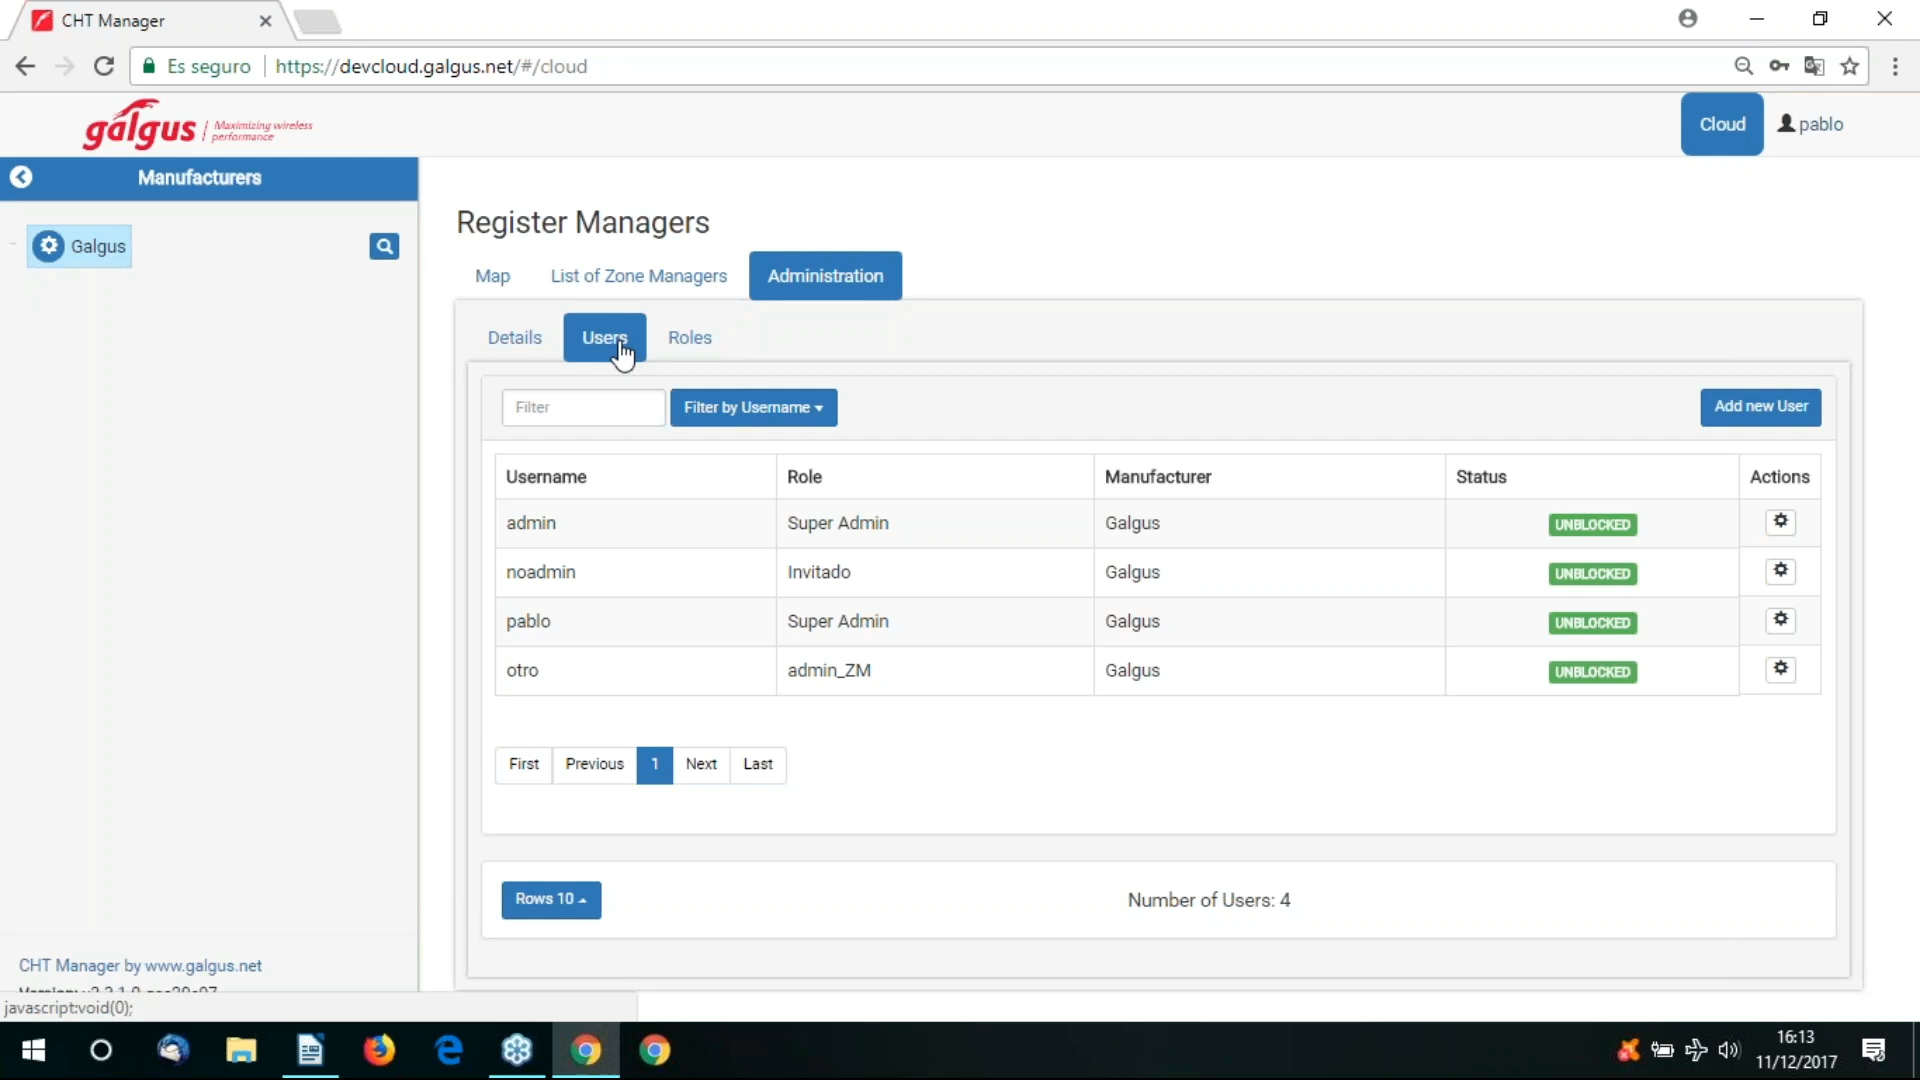 CHT Manager
Es seguro
https://devcloud.galgus.net/#/cloud
galgus
Maximizing wireless
performance
Cloud
pablo
Manufacturers
Galgus
Register Managers
Map
List of Zone Managers
Administration
Details
Users
Roles
Filter
Filter by Username
Add new User
Username Role Manufacturer Status Actions
admin Super Admin Galgus UNBLOCKED
noadmin Invitado Galgus UNBLOCKED
pablo Super Admin Galgus UNBLOCKED
otro admin_ZM Galgus UNBLOCKED
First Previous 1 Next Last
Rows 10
Number of Users: 4
CHT Manager by www.galgus.net
javascript:void(0);
16:13
11/12/2017